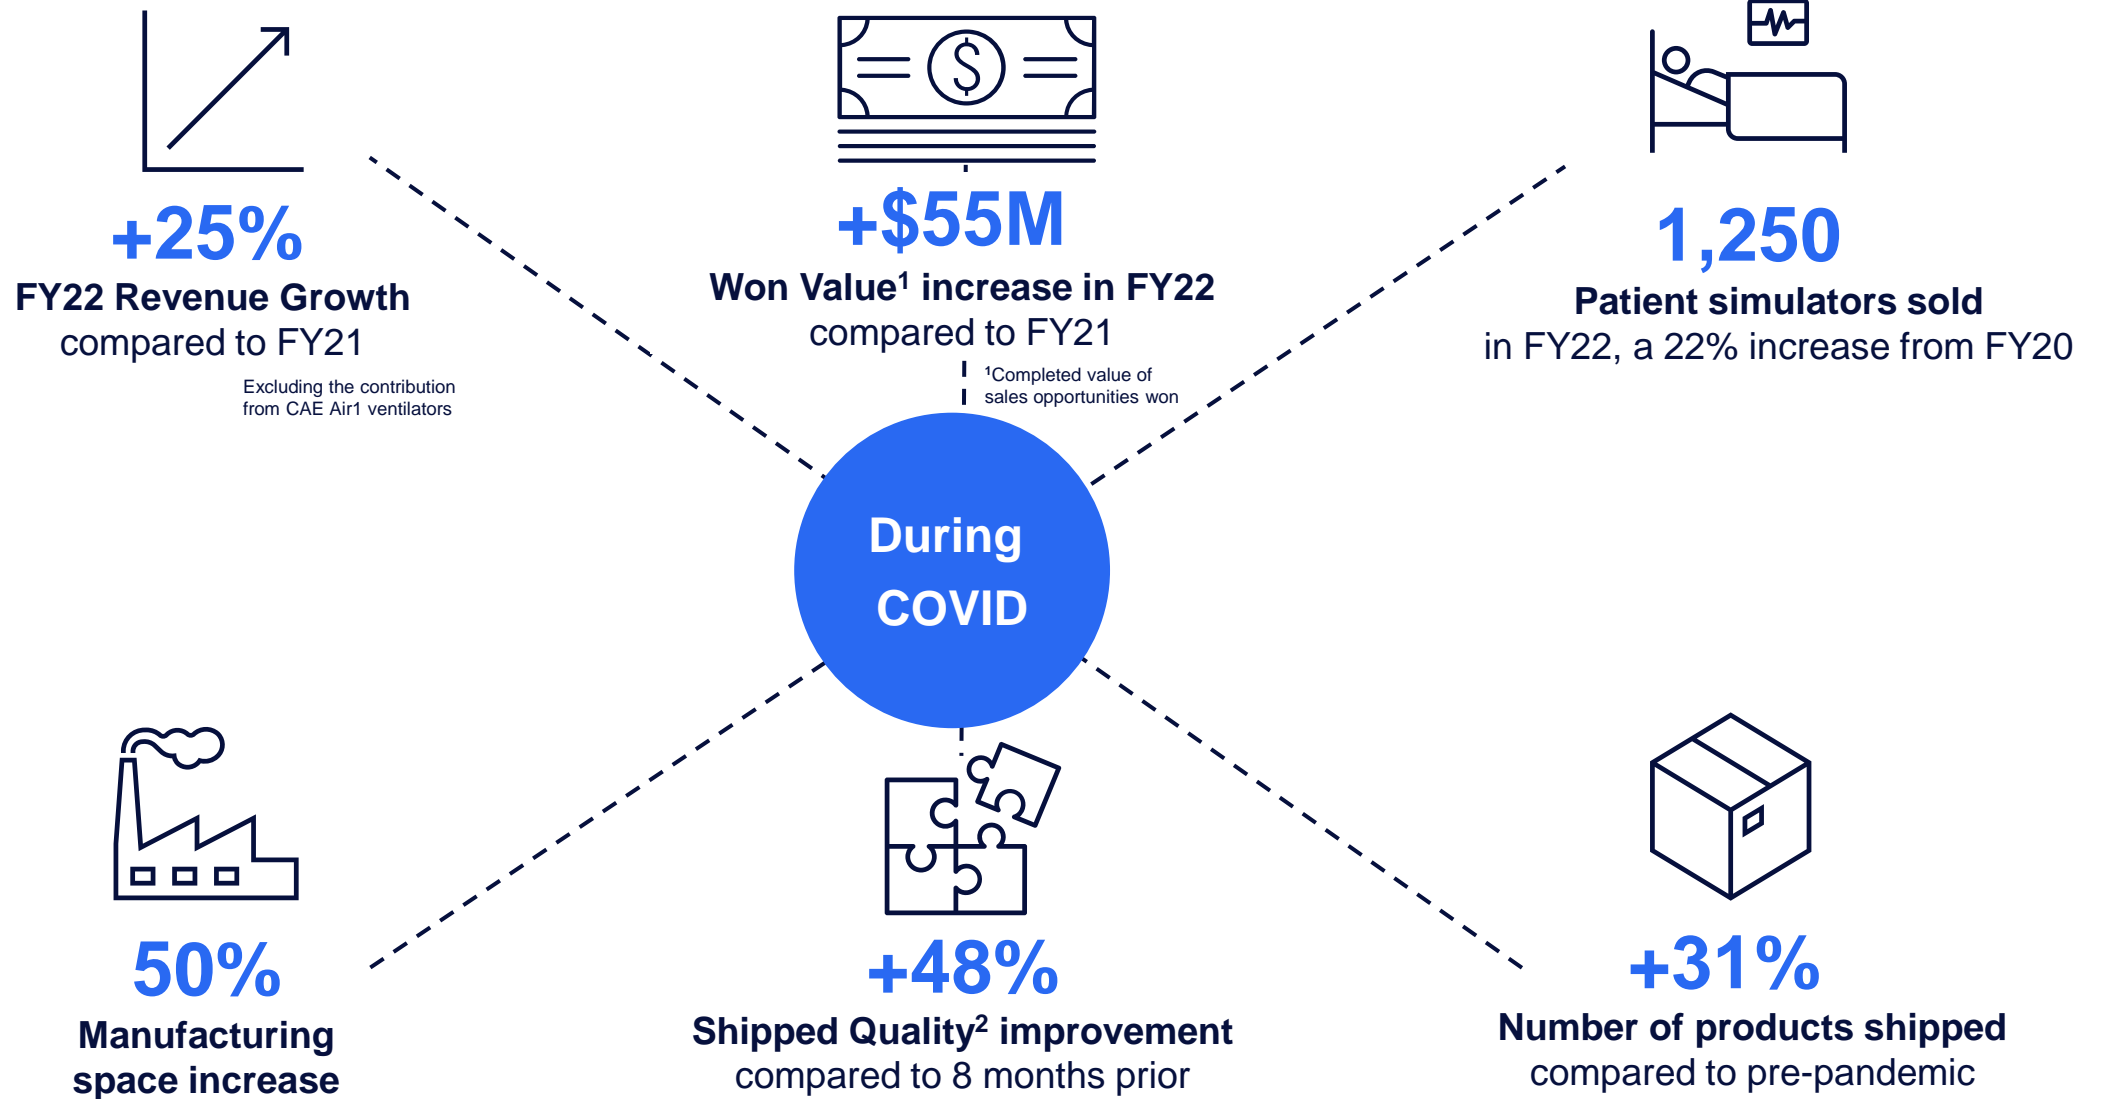 +25%
FY22 Revenue Growth
compared to FY21
Excluding the contribution
from CAE Air1 ventilators
+$55M
Won Value¹ increase in FY22
compared to FY21
¹Completed value of
sales opportunities won
1,250
Patient simulators sold
in FY22, a 22% increase from FY20
During
COVID
50%
Manufacturing
space increase
+48%
Shipped Quality² improvement
compared to 8 months prior
+31%
Number of products shipped
compared to pre-pandemic